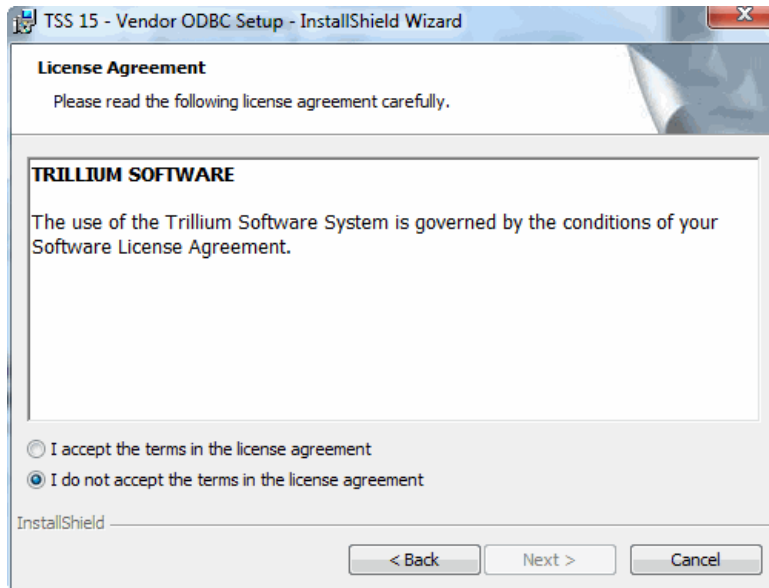 TSS 15 - Vendor ODBC Setup - InstallShield Wizard
License Agreement
Please read the following license agreement carefully.
TRILLIUM SOFTWARE
The use of the Trillium Software System is governed by the conditions of your
Software License Agreement.
I accept the terms in the license agreement
I do not accept the terms in the license agreement
InstallShield
< Back Next > Cancel